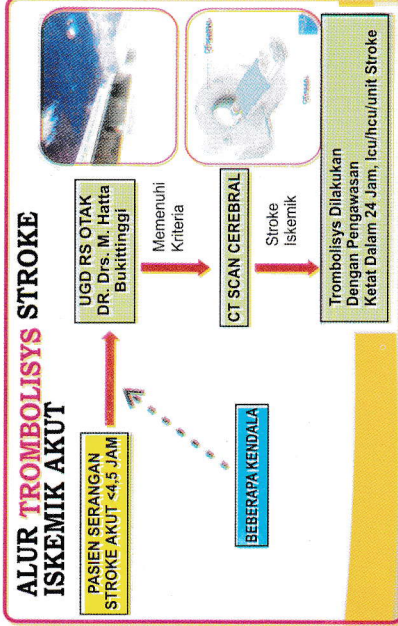 ALUR TROMBOLISYS STROKE
ISKEMIK AKUT
PASIEN SERANGAN
STROKE AKUT <4,5 JAM
UGD RS OTAK
DR. Drs. M. Hatta
Bukittinggi
Memenuhi
Kriteria
BEBERAPA KENDALA
CT SCAN CEREBRAL
Stroke
Iskemik
Trombolisys Dilakukan
Dengan Pengawasan
Ketat Dalam 24 Jam, Icu/hcu/unit Stroke